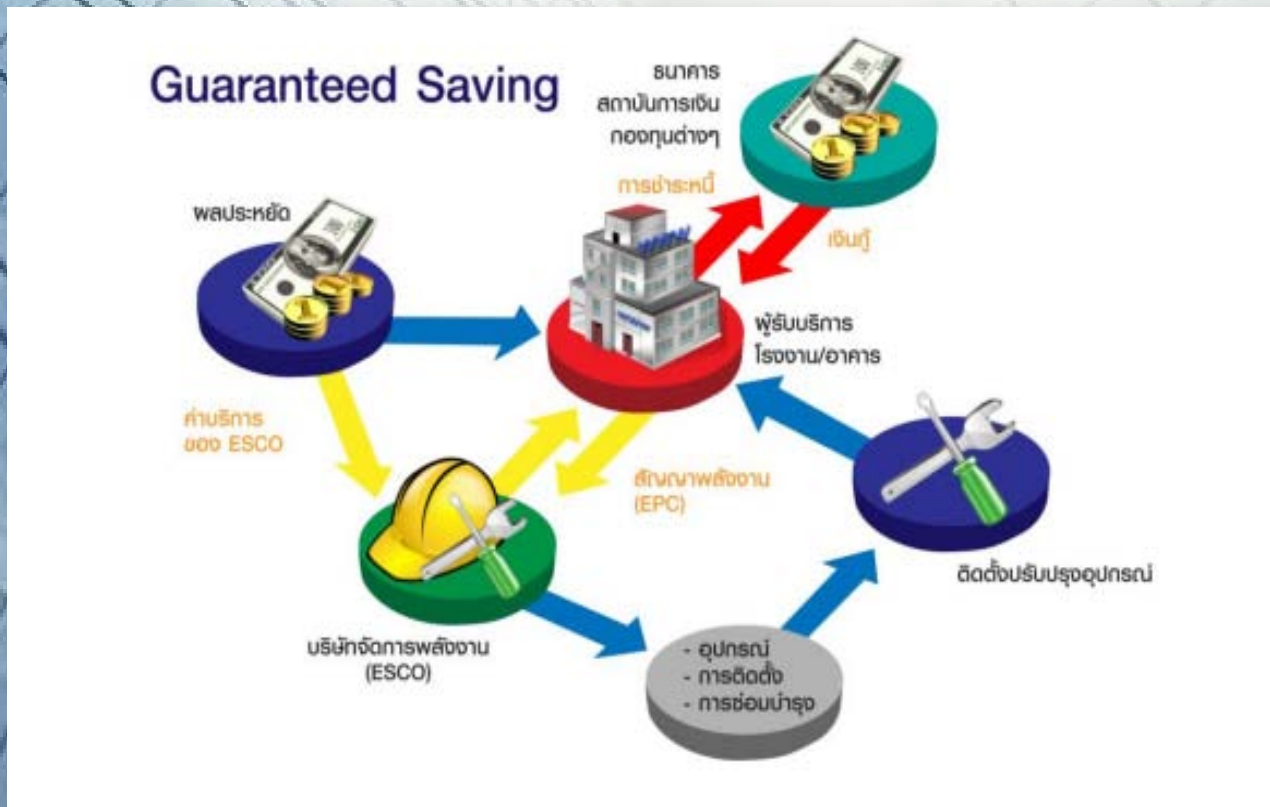 Guaranteed Saving
ธนาคาร
สถาบันการเงิน
กองทุนต่างๆ
การชำระหนี้
ผลประหยัด
เงินกู้
ผู้รับบริการ
โรงงาน/อาคาร
ค่าบริการ
ของ ESCO
สัญญาพลังงาน
(EPC)
ติดตั้งปรับปรุงอุปกรณ์
บริษัทจัดการพลังงาน
(ESCO)
- อุปกรณ์
- การติดตั้ง
- การซ่อมบำรุง